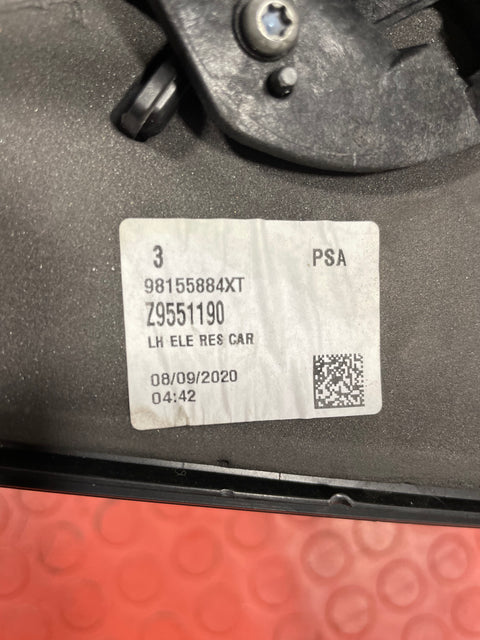 3 PSA
98155884XT
Z9551190
LH ELE RES CAR
08/09/2020
04:42